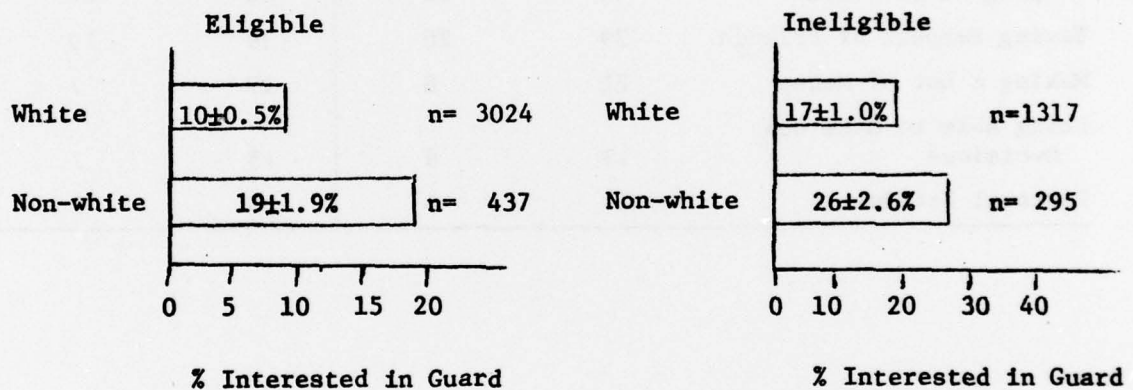 Eligible
White 10±0.5% n= 3024
Non-white 19±1.9% n= 437
0 5 10 15 20
% Interested in Guard
Ineligible
White 17±1.0% n=1317
Non-white 26±2.6% n= 295
0 10 20 30 40
% Interested in Guard